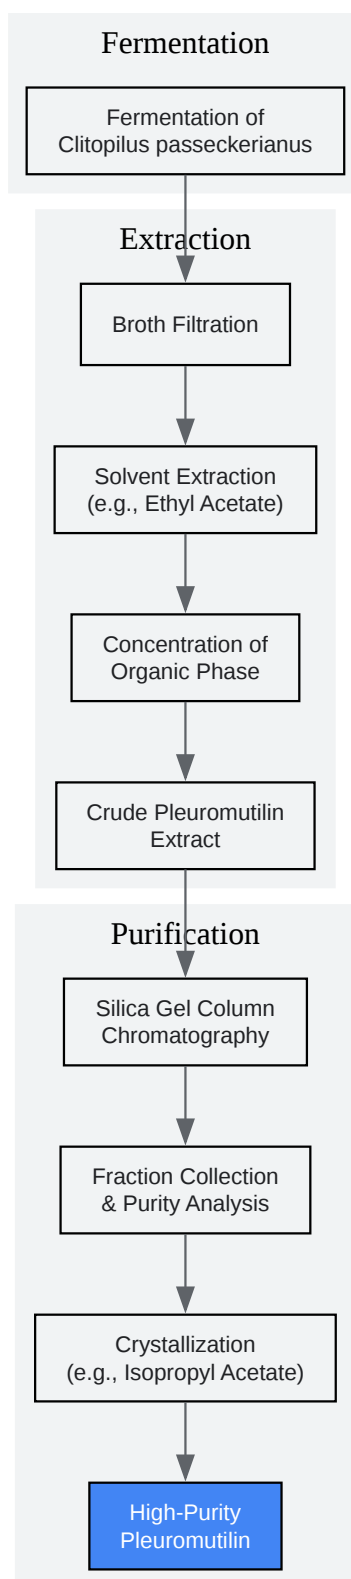 Fermentation
Fermentation of
Clitopilus passeckerianus
Extraction
Broth Filtration
Solvent Extraction
(e.g., Ethyl Acetate)
Concentration of
Organic Phase
Crude Pleuromutilin
Extract
Purification
Silica Gel Column
Chromatography
Fraction Collection
& Purity Analysis
Crystallization
(e.g., Isopropyl Acetate)
High-Purity
Pleuromutilin